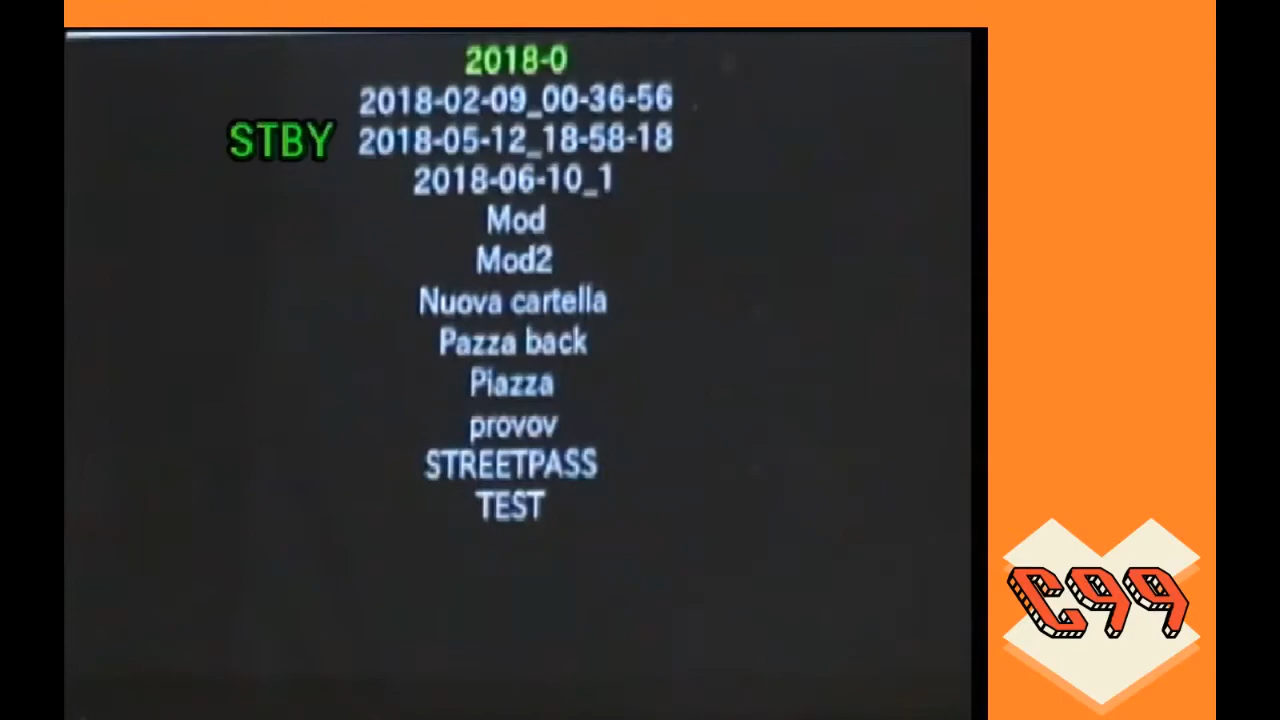 2018-0
2018-02-09_00-36-56
STBY
2018-05-12_18-58-18
2018-06-10_1
Mod
Mod2
Nuova cartella
Pazza back
Piazza
provov
STREETPASS
TEST
C99